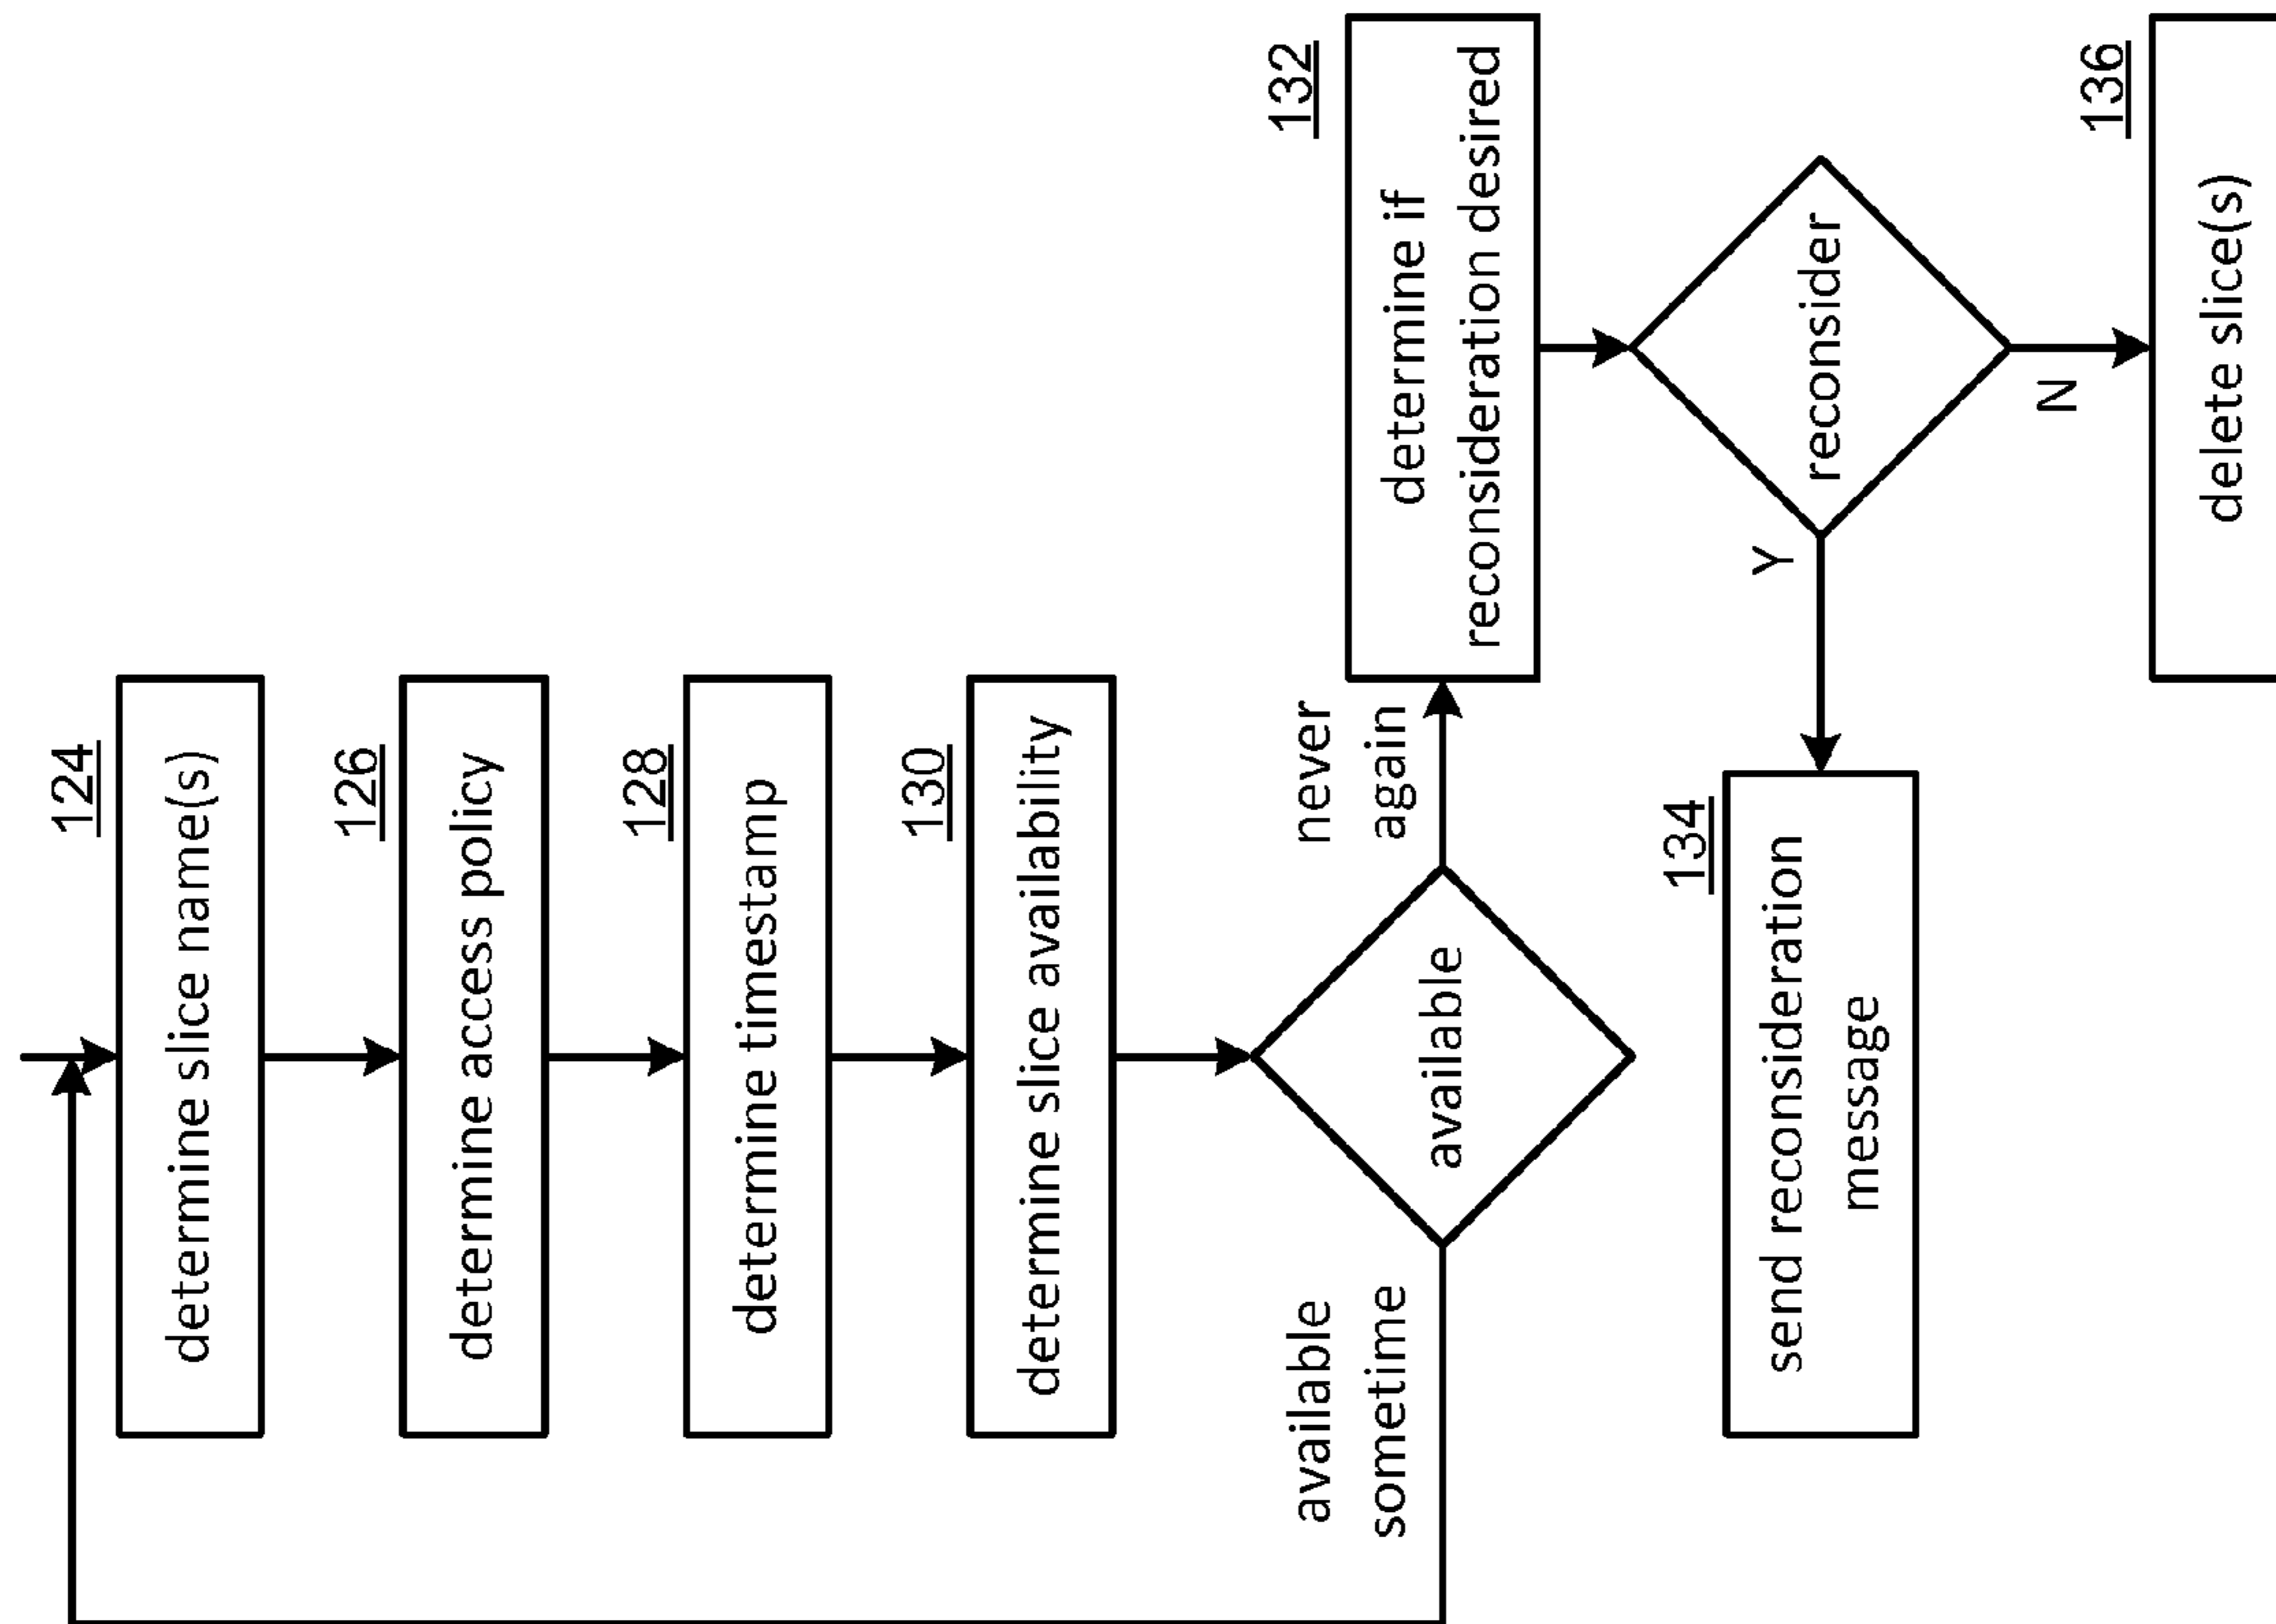 124
determine slice name(s)
126
determine access policy
128
determine timestamp
130
determine slice availability
available
sometime
available
never
again
132
determine if
reconsideration desired
reconsider
Y
N
134
send reconsideration
message
136
delete slice(s)